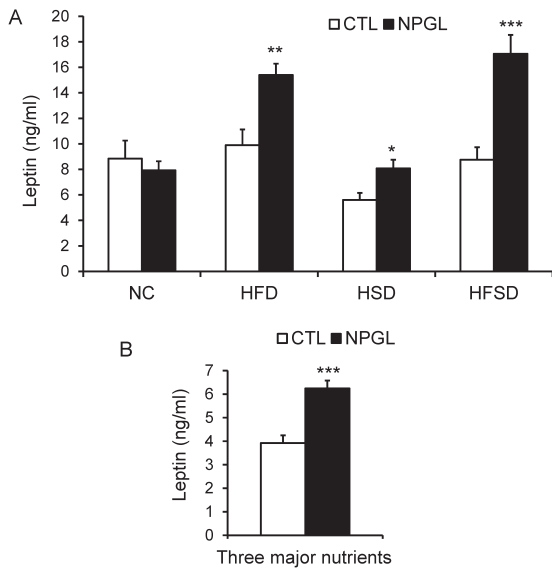 A
CTL NPGL
Leptin (ng/ml)
20
18
16
14
12
10
8
6
4
2
0
**
*
***
NC HFD HSD HFSD
B
CTL NPGL
Leptin (ng/ml)
7
6
5
4
3
2
1
0
***
Three major nutrients